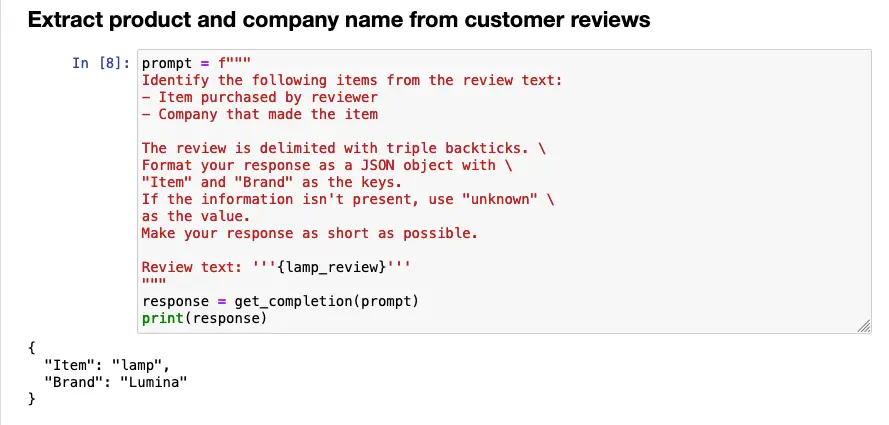 Extract product and company name from customer reviews
In [8]: prompt = f"""
Identify the following items from the review text:
- Item purchased by reviewer
- Company that made the item
The review is delimited with triple backticks. \
Format your response as a JSON object with \
"Item" and "Brand" as the keys.
If the information isn't present, use "unknown" \
as the value.
Make your response as short as possible.
Review text: '''{lamp_review}'''
"""
response = get_completion(prompt)
print(response)
{
"Item": "lamp",
"Brand": "Lumina"
}